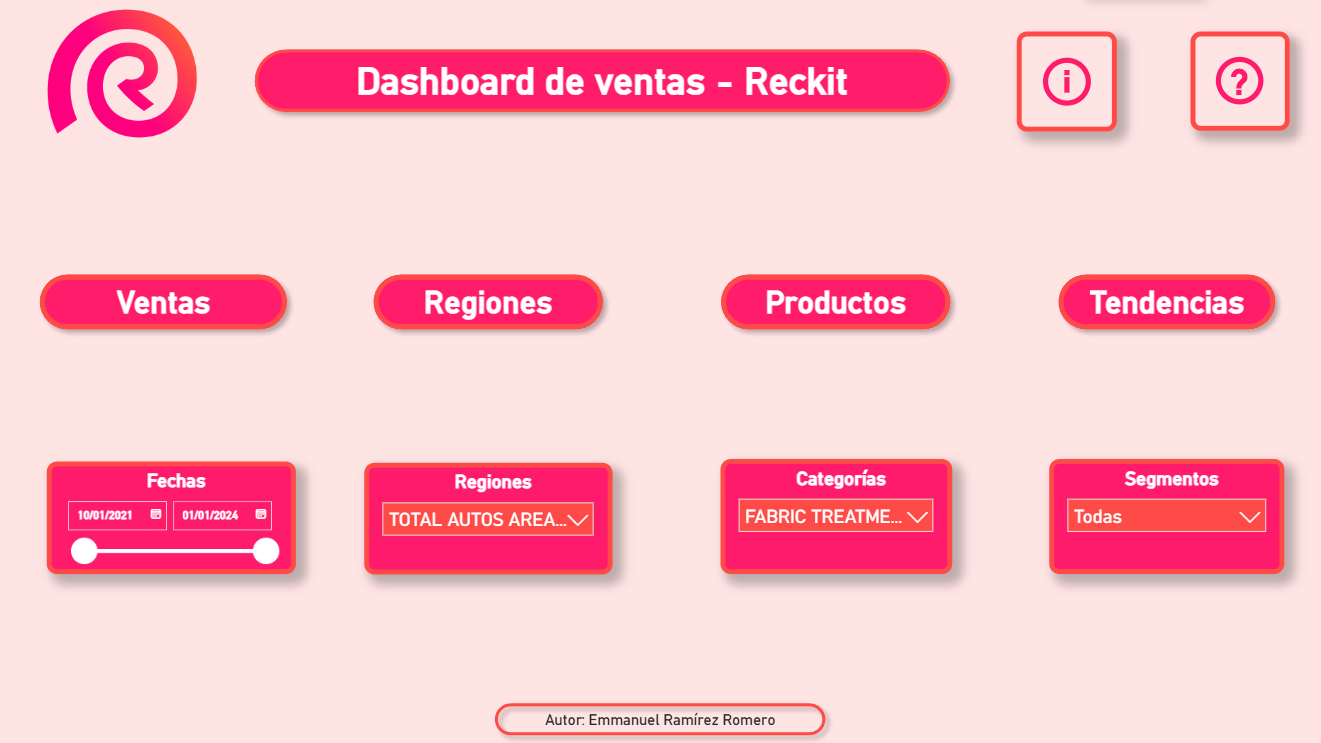 Dashboard de ventas - Reckit
Ventas
Regiones
Productos
Tendencias
Fechas
10/01/2021
01/01/2024
Regiones
TOTAL AUTOS AREA...
Categorías
FABRIC TREATME...
Segmentos
Todas
Autor: Emmanuel Ramírez Romero